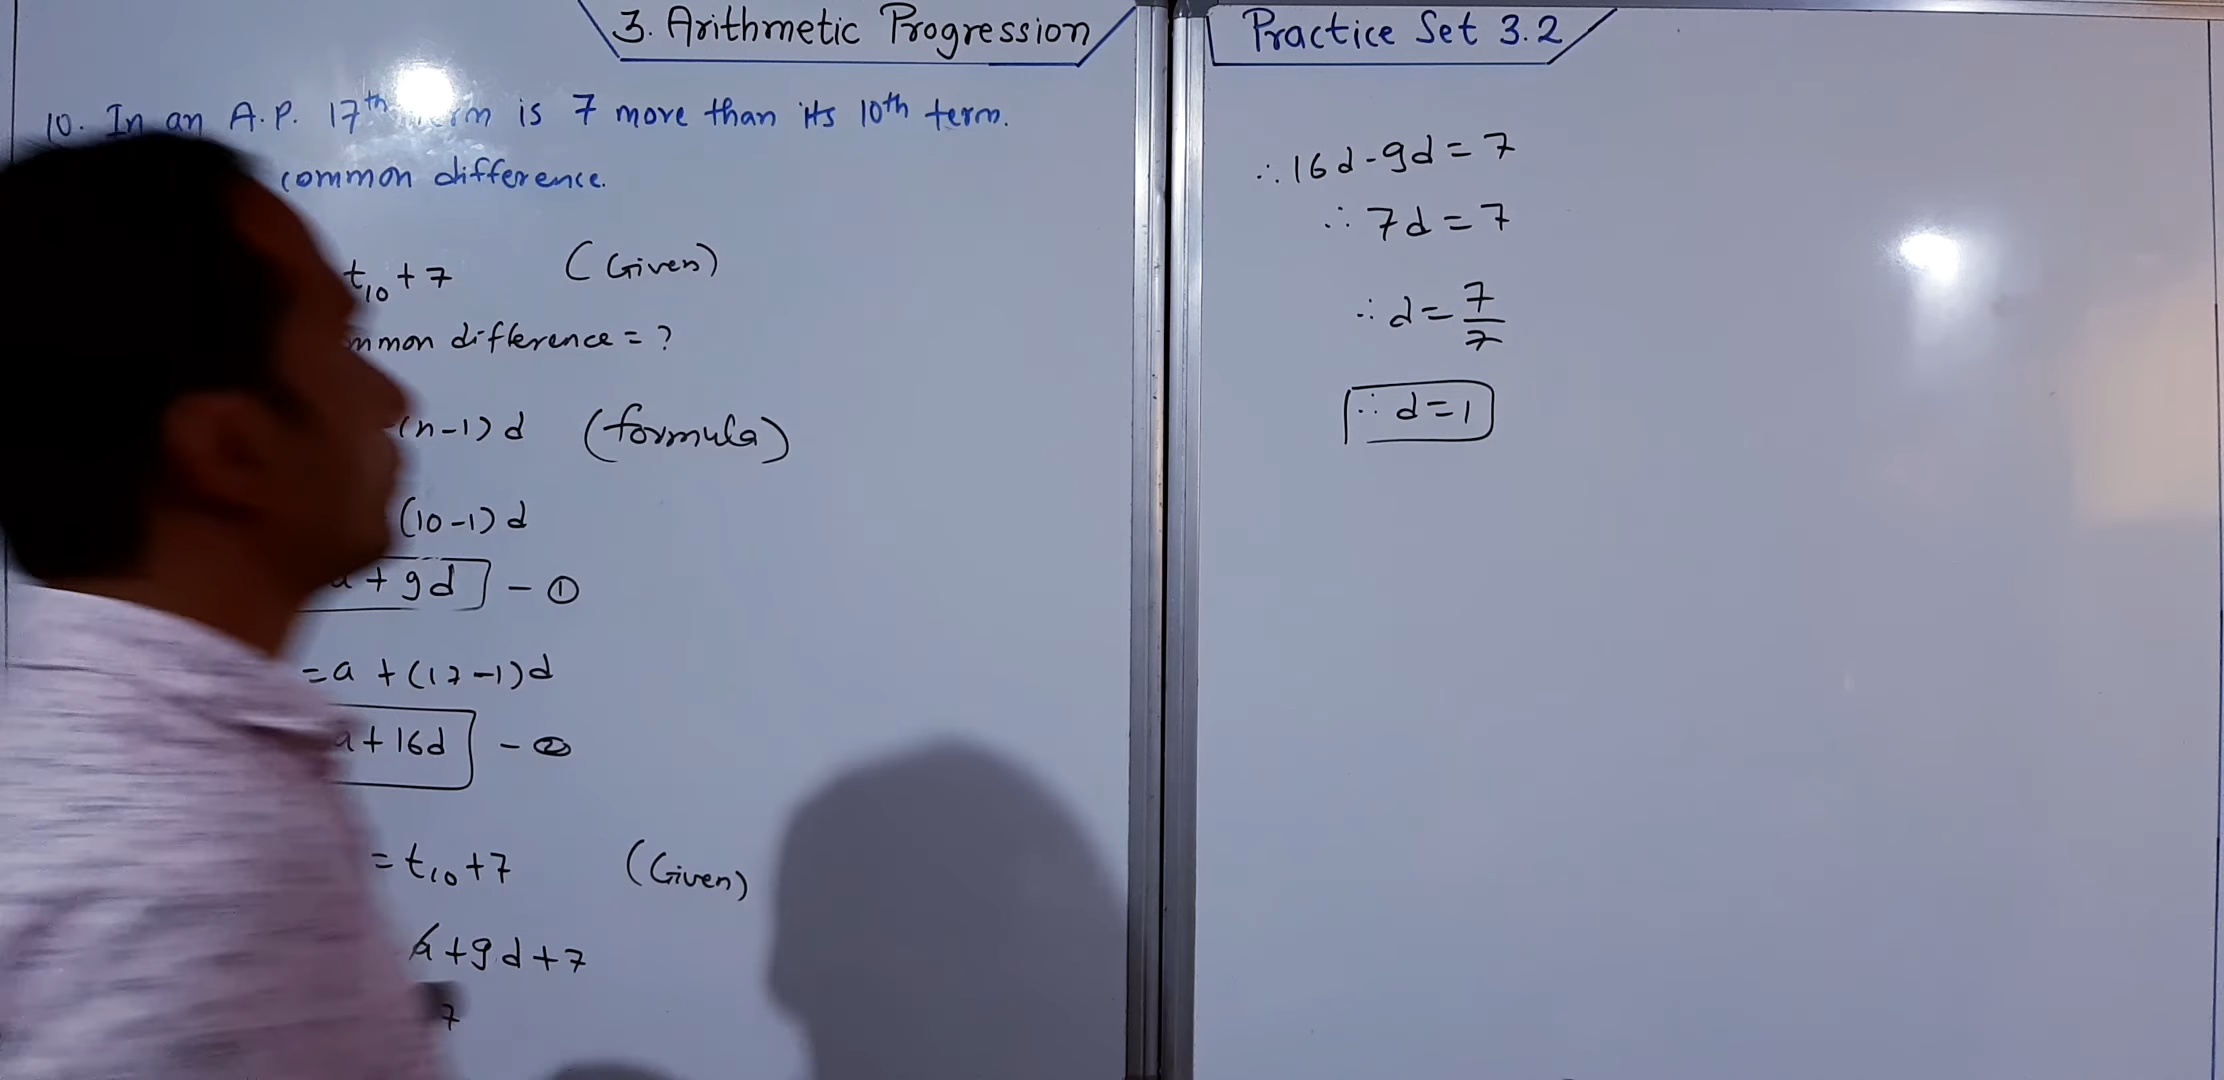 3. Arithmetic Progression
10. In an A.P. 17th term is 7 more than its 10th term.
common difference.
t10 + 7 (Given)
mmon difference = ?
(n-1) d (formula)
(10-1) d
a + 9d - ①
= a + (17-1) d
a + 16d - ②
= t10 + 7 (Given)
a + 9d + 7
7
Practice Set 3.2
∴ 16d - 9d = 7
∴ 7d = 7
∴ d = 7/7
∴ d = 1